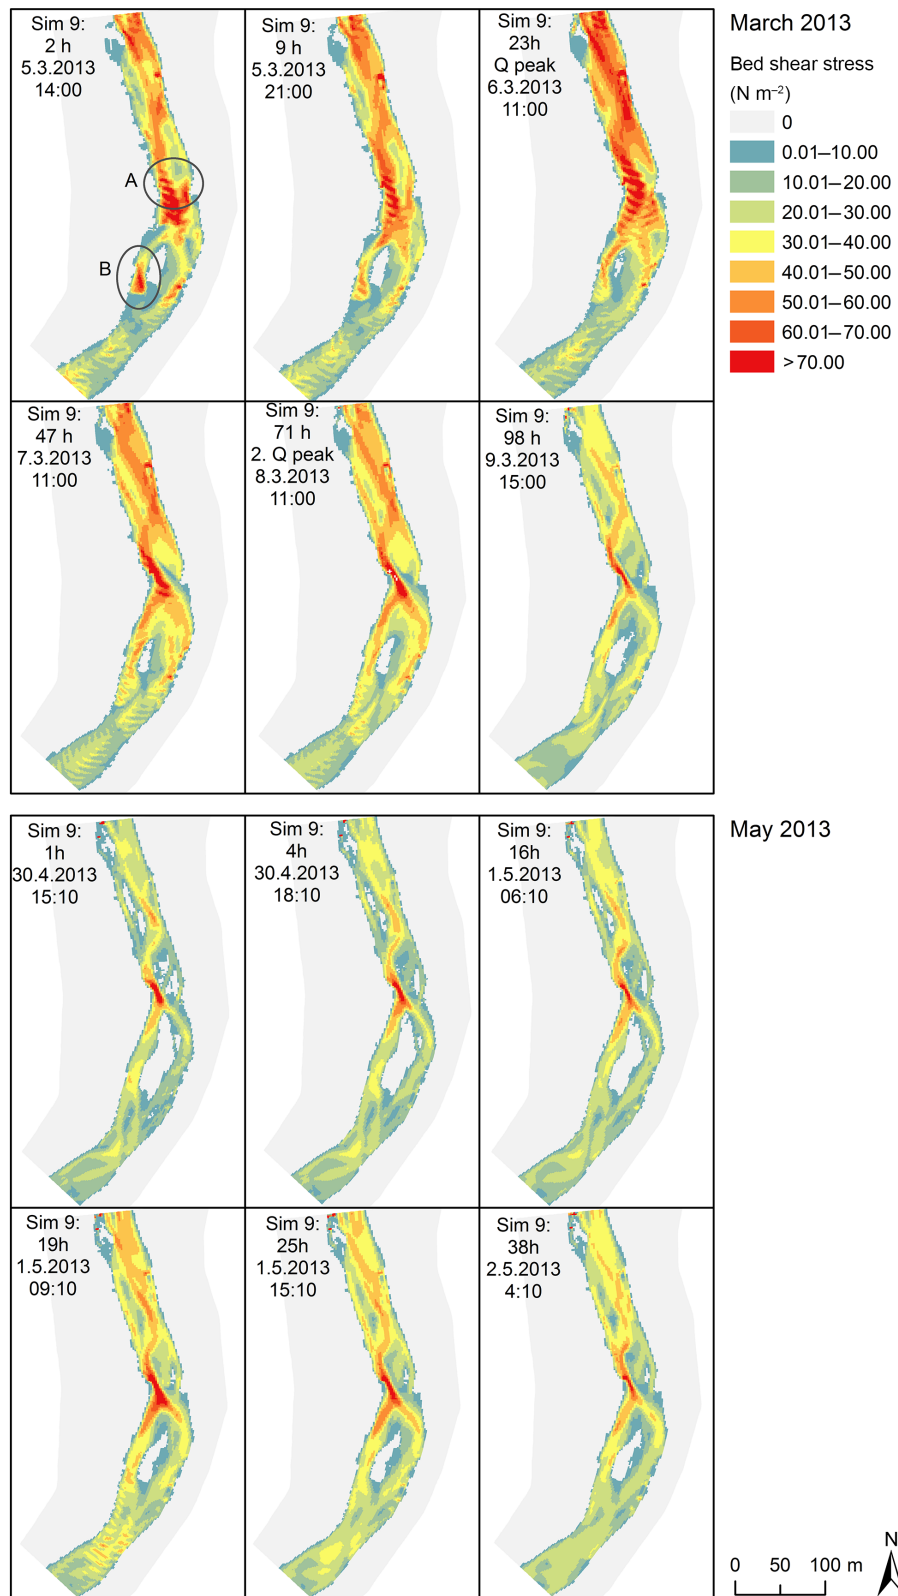 Sim 9:
2 h
5.3.2013
14:00
A
B
Sim 9:
9 h
5.3.2013
21:00
Sim 9:
23h
Q peak
6.3.2013
11:00
March 2013
Bed shear stress
(N m⁻²)
0
0.01–10.00
10.01–20.00
20.01–30.00
30.01–40.00
40.01–50.00
50.01–60.00
60.01–70.00
>70.00
Sim 9:
47 h
7.3.2013
11:00
Sim 9:
71 h
2. Q peak
8.3.2013
11:00
Sim 9:
98 h
9.3.2013
15:00
May 2013
Sim 9:
1h
30.4.2013
15:10
Sim 9:
4h
30.4.2013
18:10
Sim 9:
16h
1.5.2013
06:10
Sim 9:
19h
1.5.2013
09:10
Sim 9:
25h
1.5.2013
15:10
Sim 9:
38h
2.5.2013
4:10
N
0 50 100 m